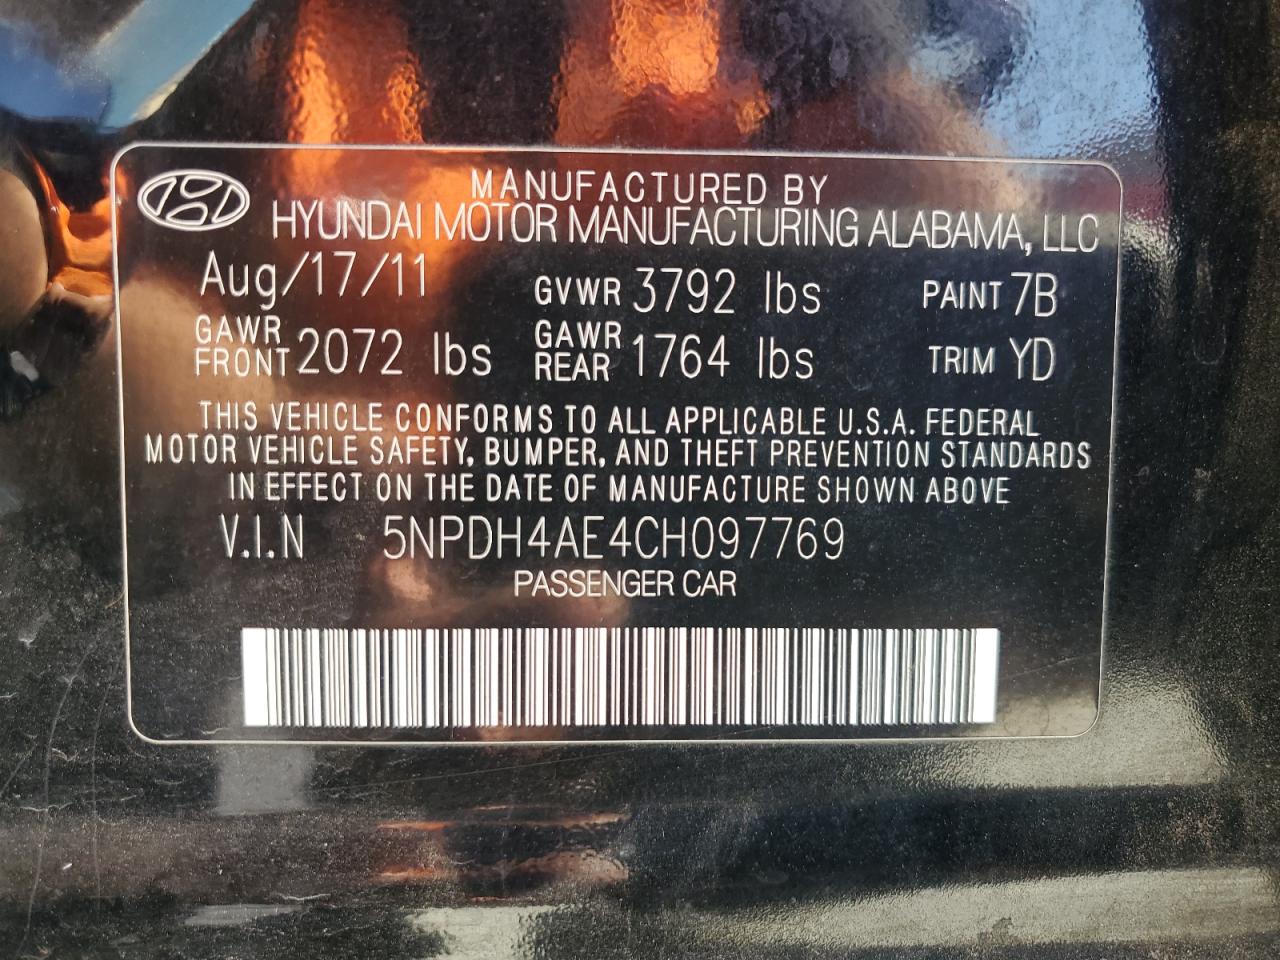 MANUFACTURED BY
HYUNDAI MOTOR MANUFACTURING ALABAMA, LLC
Aug/17/11 GVWR 3792 lbs PAINT 7B
GAWR FRONT 2072 lbs GAWR REAR 1764 lbs TRIM YD
THIS VEHICLE CONFORMS TO ALL APPLICABLE U.S.A. FEDERAL
MOTOR VEHICLE SAFETY, BUMPER, AND THEFT PREVENTION STANDARDS
IN EFFECT ON THE DATE OF MANUFACTURE SHOWN ABOVE
V.I.N 5NPDH4AE4CH097769
PASSENGER CAR